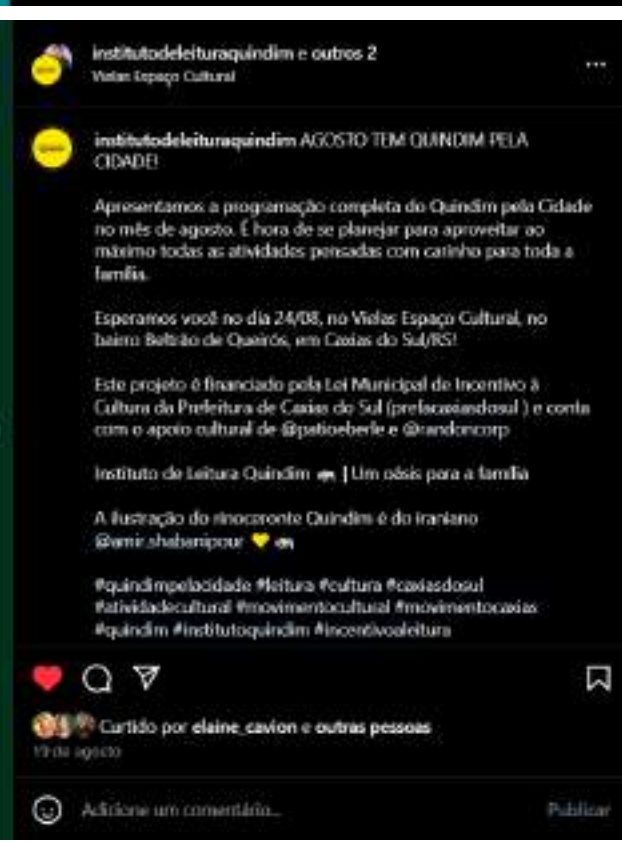 institutodeleituraquindim e outros 2
Vielas Espaço Cultural
institutodeleituraquindim AGOSTO TEM QUINDIM PELA
CIDADE!
Apresentamos a programação completa do Quindim pela Cidade
no mês de agosto. É hora de se planejar para aproveitar ao
máximo todas as atividades pensadas com carinho para toda a
família.
Esperamos você no dia 24/08, no Vielas Espaço Cultural, no
bairro Beltrão de Queirós, em Caxias do Sul/RS!
Este projeto é financiado pela Lei Municipal de Incentivo à
Cultura da Prefeitura de Caxias do Sul (prefacaxiasdosul ) e conta
com o apoio cultural de @patioeberle e @randoncorp
Instituto de Leitura Quindim 🦏 | Um oásis para a família
A ilustração do rinoceronte Quindim é do iraniano
@amir.shabanipour 💛 🦏
#quindimpelacidade #leitura #cultura #caxiasdosul
#atividadecultural #movimentocultural #movimentocaxias
#quindim #institutoquindim #incentivoaleitura
Curtido por elaine_cavion e outras pessoas
19 de agosto
Adicione um comentário...
Publicar